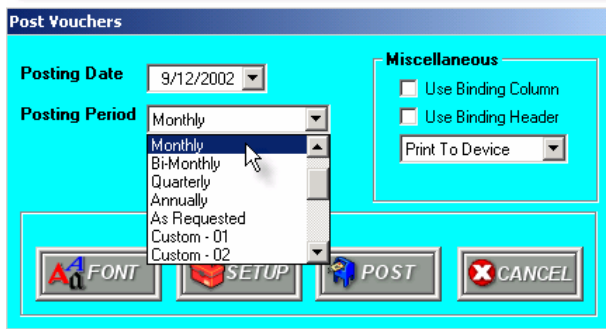 Post Vouchers
Posting Date
9/12/2002
Posting Period
Monthly
Monthly
Bi-Monthly
Quarterly
Annually
As Requested
Custom - 01
Custom - 02
Miscellaneous
Use Binding Column
Use Binding Header
Print To Device
FONT
SETUP
POST
CANCEL